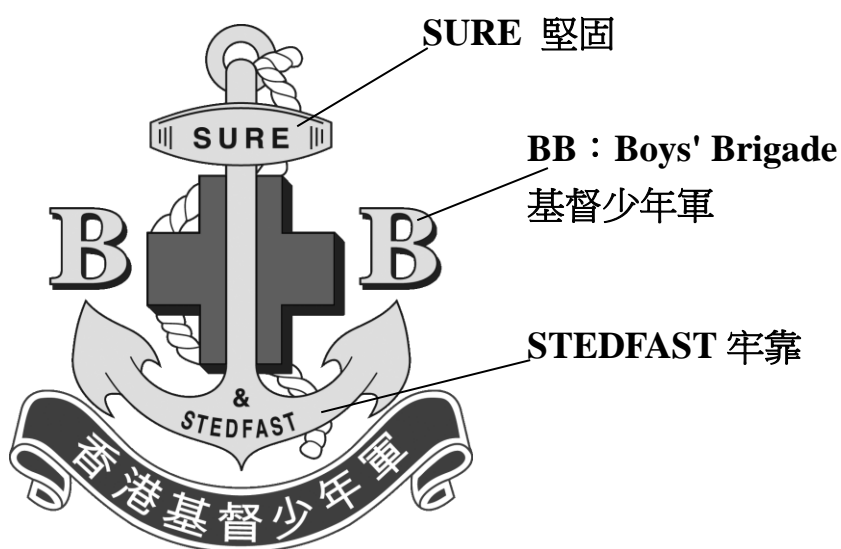 SURE 堅固
SURE
BB：Boys' Brigade
基督少年軍
B B
STEDFAST 牢靠
&
STEDFAST
香港基督少年軍